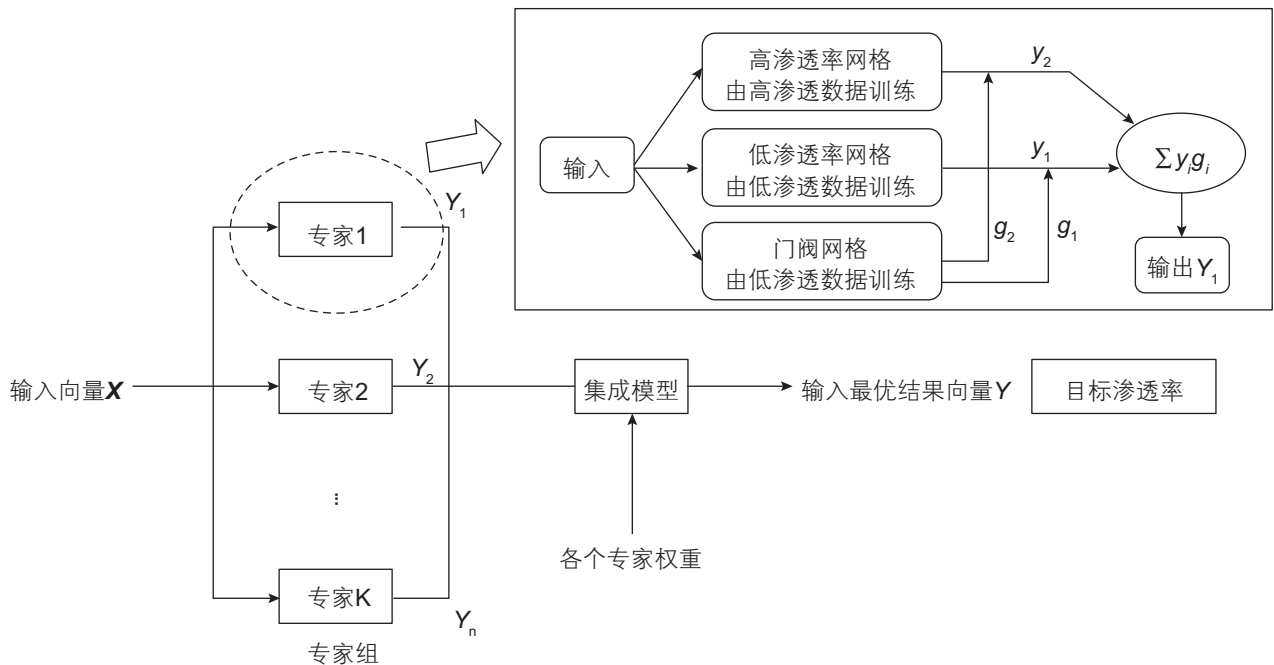 高渗透率网格
由高渗透数据训练
y₂
输入
低渗透率网格
由低渗透数据训练
y₁
∑yᵢgᵢ
门阀网格
由低渗透数据训练
g₂
g₁
输出Y₁
专家1
Y₁
输入向量X
专家2
Y₂
集成模型
输入最优结果向量Y
目标渗透率
⋮
各个专家权重
专家K
Yₙ
专家组